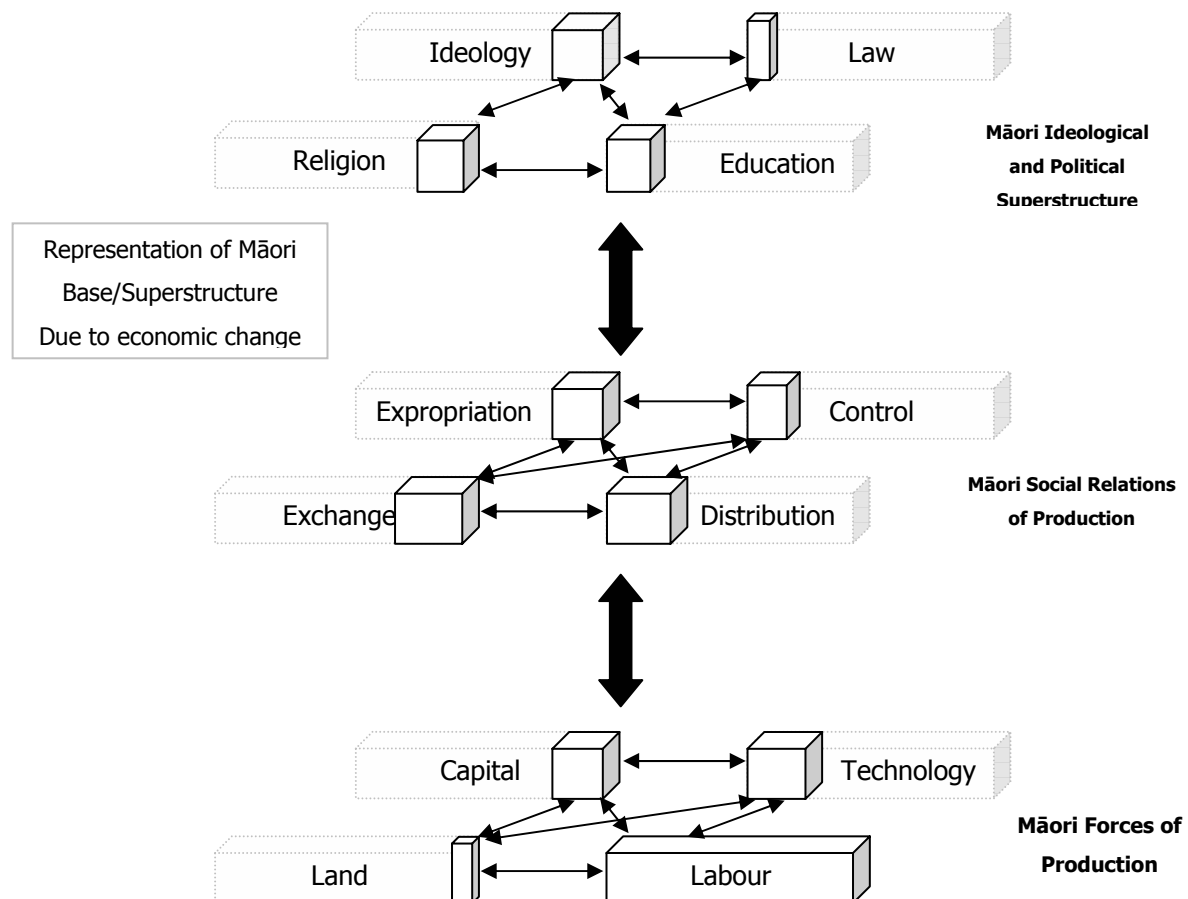 Ideology
Law
Religion
Education
Māori Ideological
and Political
Superstructure
Representation of Māori
Base/Superstructure
Due to economic change
Expropriation
Control
Exchange
Distribution
Māori Social Relations
of Production
Capital
Technology
Land
Labour
Māori Forces of
Production